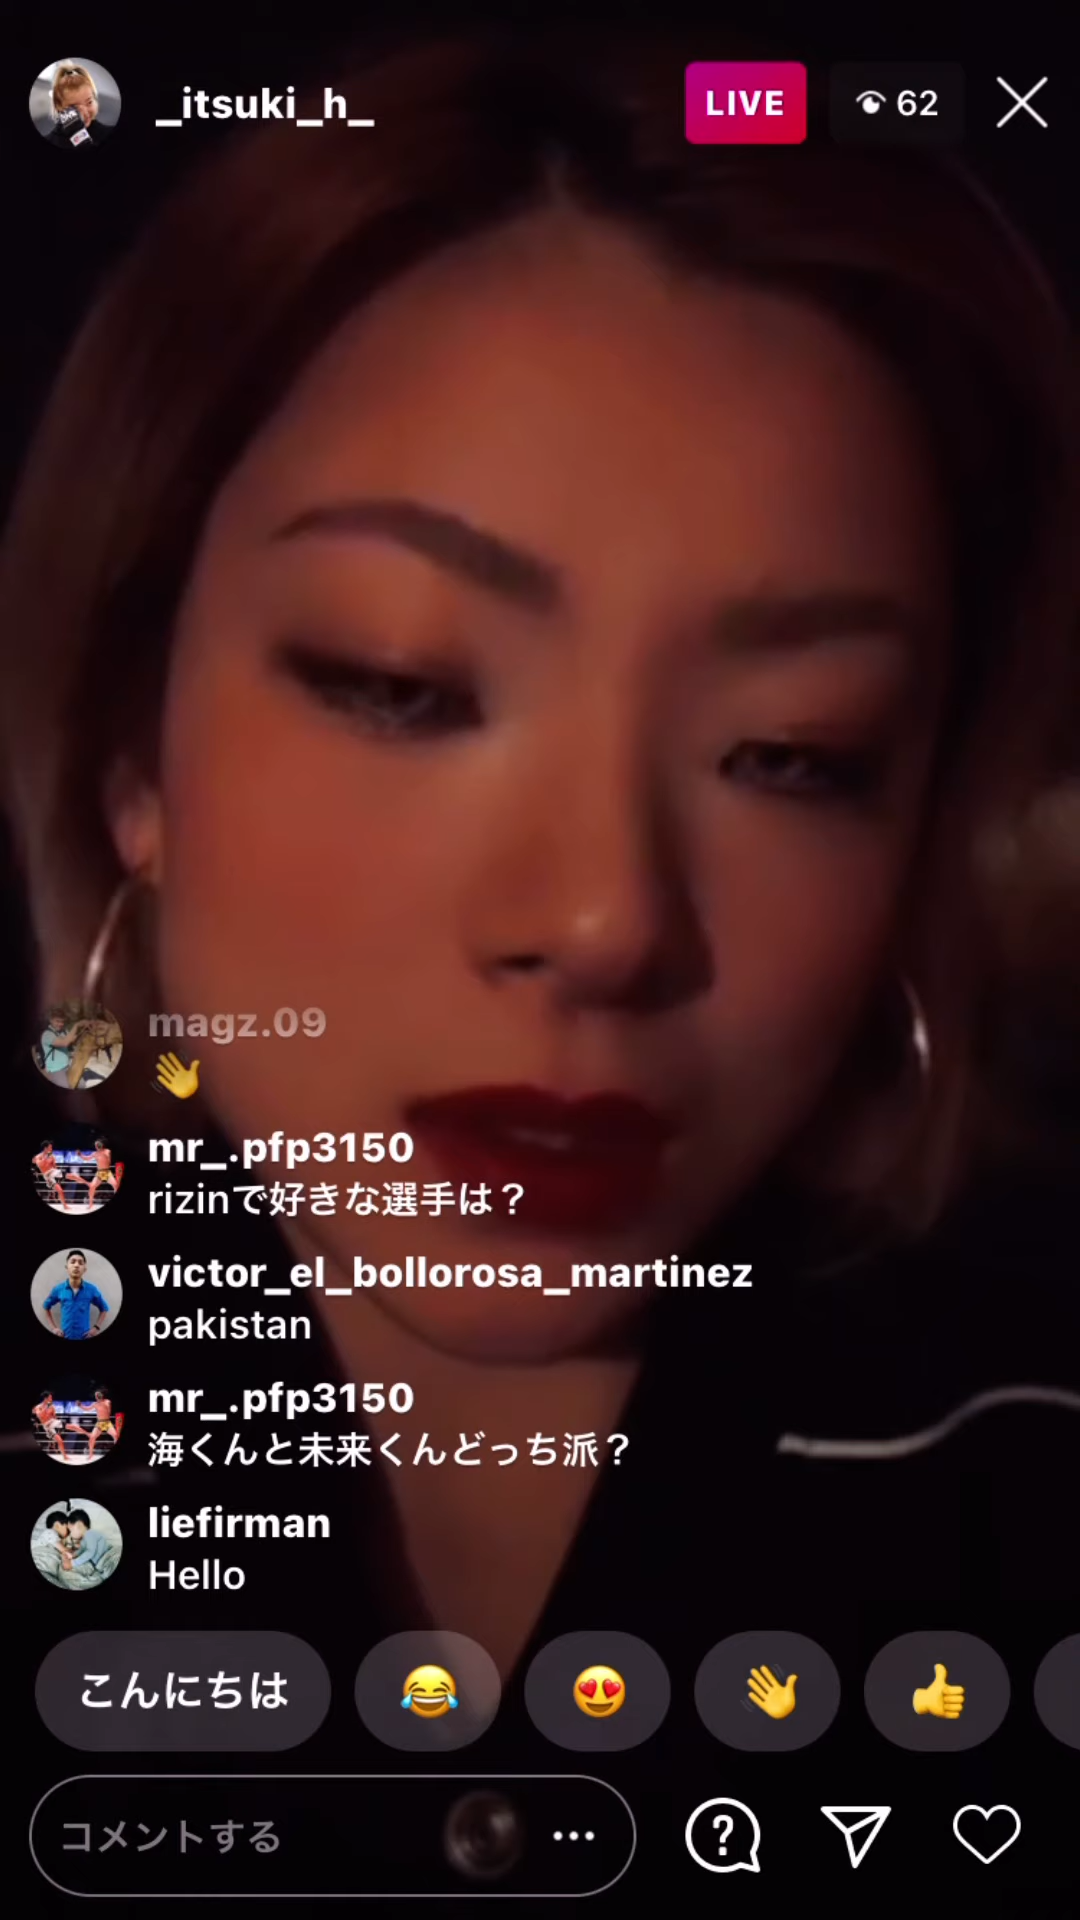 _itsuki_h_
LIVE
62
magz.09
👋
mr_.pfp3150
rizinで好きな選手は？
victor_el_bollorosa_martinez
pakistan
mr_.pfp3150
海くんと未来くんどっち派？
liefirman
Hello
こんにちは
コメントする